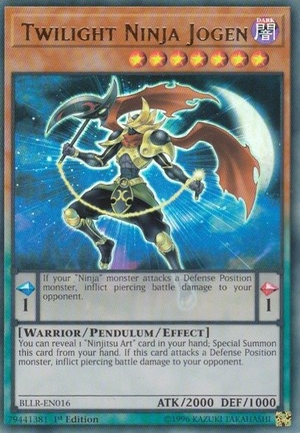 Twilight Ninja Jogen
DARK
闇
If your "Ninja" monster attacks a Defense Position
monster, inflict piercing battle damage to your
opponent.
1
1
[Warrior/Pendulum/Effect]
You can reveal 1 "Ninjitsu Art" card in your hand; Special Summon
this card from your hand. If this card attacks a Defense Position
monster, inflict piercing battle damage to your opponent.
BLLR-EN016
ATK/2000 DEF/1000
79441381
1st Edition
©1996 KAZUKI TAKAHASHI